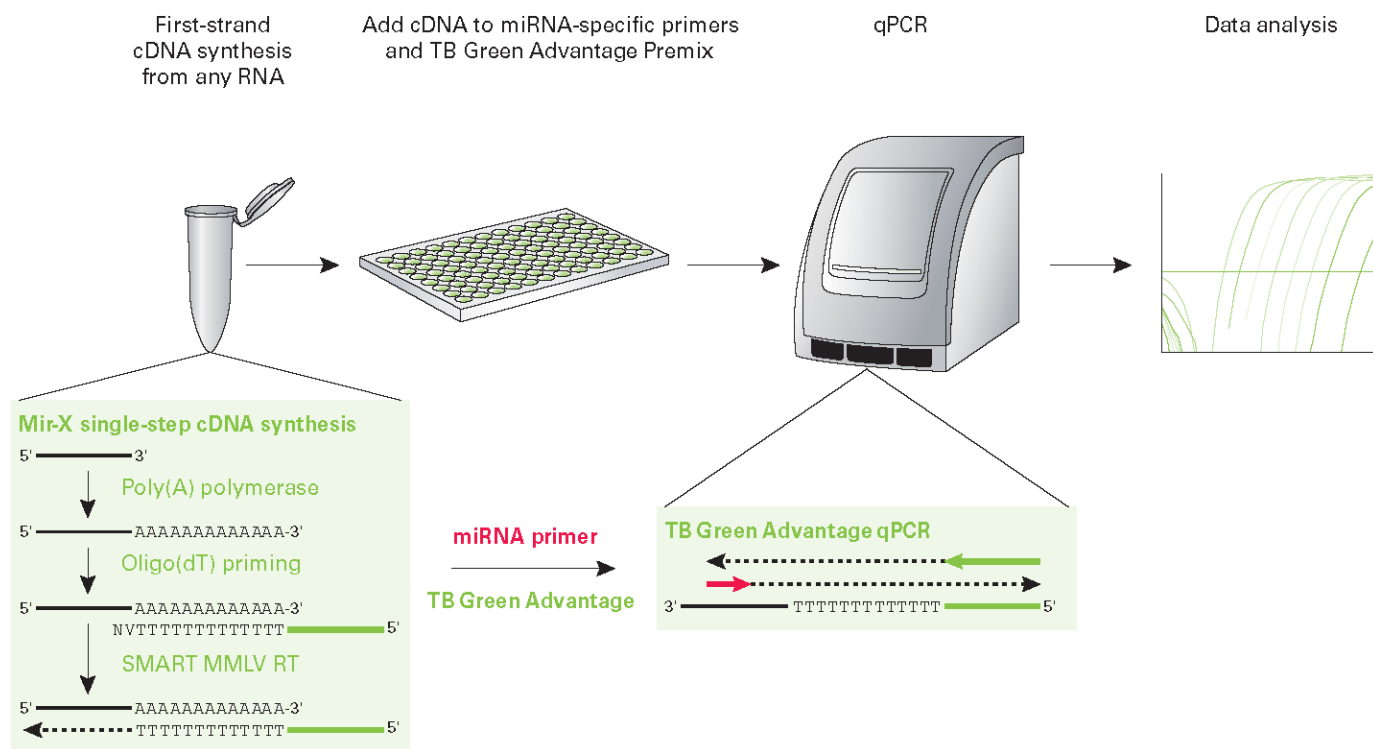 First-strand
cDNA synthesis
from any RNA
Add cDNA to miRNA-specific primers
and TB Green Advantage Premix
qPCR
Data analysis
Mir-X single-step cDNA synthesis
5' 3'
Poly(A) polymerase
5' AAAAAAAAAAAAA-3'
Oligo(dT) priming
5' AAAAAAAAAAAAA-3'
NVTTTTTTTTTTTTT 5'
SMART MMLV RT
5' AAAAAAAAAAAAA-3'
TTTTTTTTTTTTT 5'
miRNA primer
TB Green Advantage
TB Green Advantage qPCR
3' TTTTTTTTTTTTT 5'